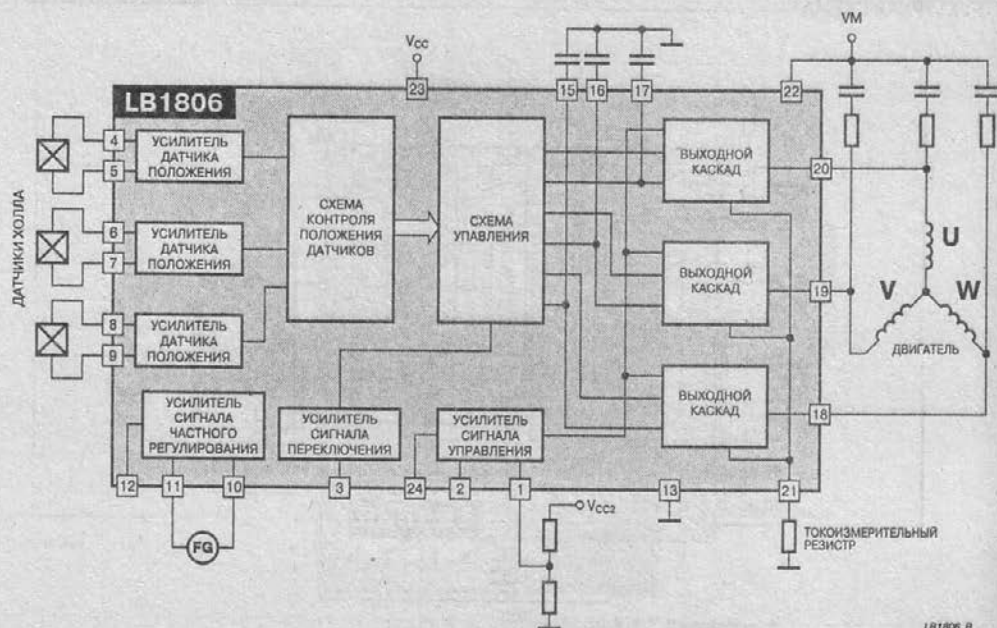 VM
Vcc
23
15
16
17
22
LB1806
ДАТЧИКИ ХОЛЛА
4
5
УСИЛИТЕЛЬ
ДАТЧИКА
ПОЛОЖЕНИЯ
6
7
УСИЛИТЕЛЬ
ДАТЧИКА
ПОЛОЖЕНИЯ
8
9
УСИЛИТЕЛЬ
ДАТЧИКА
ПОЛОЖЕНИЯ
СХЕМА
КОНТРОЛЯ
ПОЛОЖЕНИЯ
ДАТЧИКОВ
СХЕМА
УПАВЛЕНИЯ
ВЫХОДНОЙ
КАСКАД
20
ВЫХОДНОЙ
КАСКАД
19
ВЫХОДНОЙ
КАСКАД
18
U
V
W
ДВИГАТЕЛЬ
УСИЛИТЕЛЬ
СИГНАЛА
ЧАСТНОГО
РЕГУЛИРОВАНИЯ
УСИЛИТЕЛЬ
СИГНАЛА
ПЕРЕКЛЮЧЕНИЯ
УСИЛИТЕЛЬ
СИГНАЛА
УПРАВЛЕНИЯ
12
11
10
3
24
2
1
13
21
FG
Vcc2
ТОКОИЗМЕРИТЕЛЬНЫЙ
РЕЗИСТР
LB1806_B